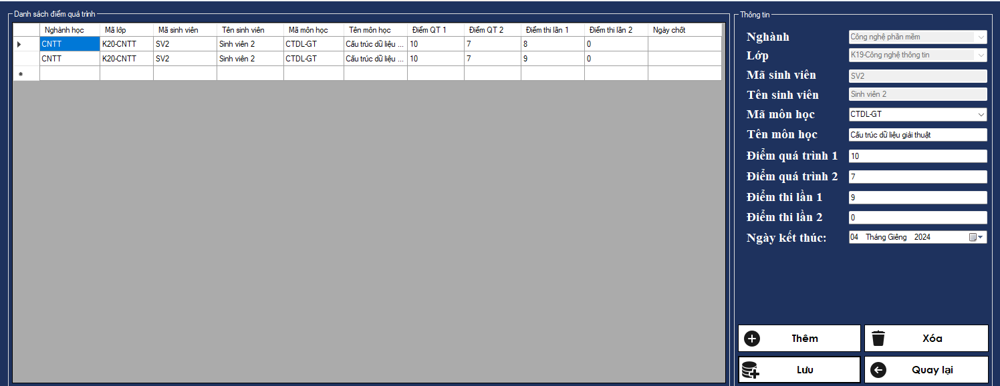 Danh sách điểm quá trình
Nghành học Mã lớp Mã sinh viên Tên sinh viên Mã môn học Tên môn học Điểm QT 1 Điểm QT 2 Điểm thi lần 1 Điểm thi lần 2 Ngày chốt
CNTT K20-CNTT SV2 Sinh viên 2 CTDL-GT Cấu trúc dữ liệu ... 10 7 8 0
CNTT K20-CNTT SV2 Sinh viên 2 CTDL-GT Cấu trúc dữ liệu ... 10 7 9 0
Thông tin
Nghành Công nghệ phần mềm
Lớp K19-Công nghệ thông tin
Mã sinh viên SV2
Tên sinh viên Sinh viên 2
Mã môn học CTDL-GT
Tên môn học Cấu trúc dữ liệu giải thuật
Điểm quá trình 1 10
Điểm quá trình 2 7
Điểm thi lần 1 9
Điểm thi lần 2 0
Ngày kết thúc: 04 Tháng Giêng 2024
Thêm Xóa
Lưu Quay lại